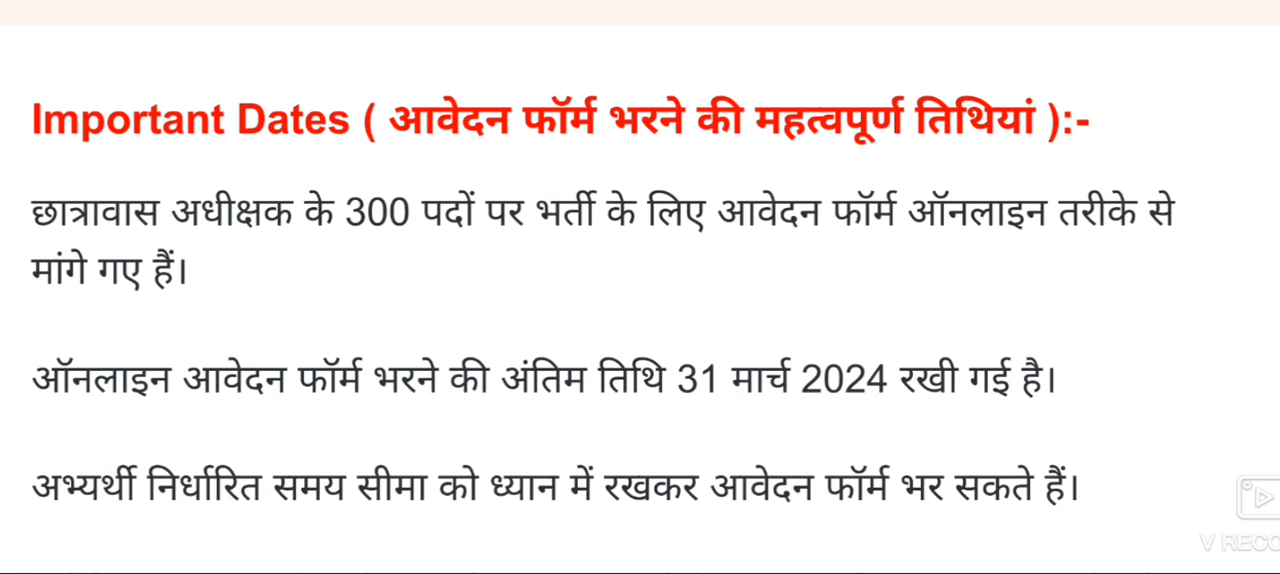 Important Dates ( आवेदन फॉर्म भरने की महत्वपूर्ण तिथियां ):-
छात्रावास अधीक्षक के 300 पदों पर भर्ती के लिए आवेदन फॉर्म ऑनलाइन तरीके से
मांगे गए हैं।
ऑनलाइन आवेदन फॉर्म भरने की अंतिम तिथि 31 मार्च 2024 रखी गई है।
अभ्यर्थी निर्धारित समय सीमा को ध्यान में रखकर आवेदन फॉर्म भर सकते हैं।
V RECO